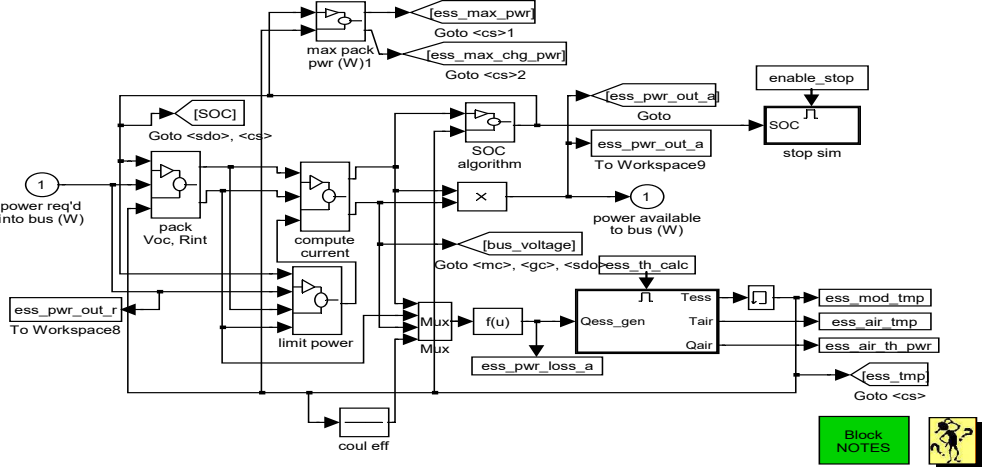 [ess_max_pwr]
Goto <cs>1
max pack
pwr (W)1
[ess_max_chg_pwr]
Goto <cs>2
enable_stop
[ess_pwr_out_a]
Goto
[SOC]
Goto <sdo>, <cs>
SOC
algorithm
SOC
stop sim
ess_pwr_out_a
To Workspace9
1
power req'd
into bus (W)
pack
Voc, Rint
compute
current
×
1
power available
to bus (W)
[bus_voltage]
Goto <mc>, <gc>, <sdo>
ess_th_calc
ess_pwr_out_r
To Workspace8
limit power
Mux
Mux
f(u)
Qess_gen
Tess
Tair
Qair
ess_mod_tmp
ess_air_tmp
ess_air_th_pwr
ess_pwr_loss_a
[ess_tmp]
Goto <cs>
coul eff
Block
NOTES
? ?